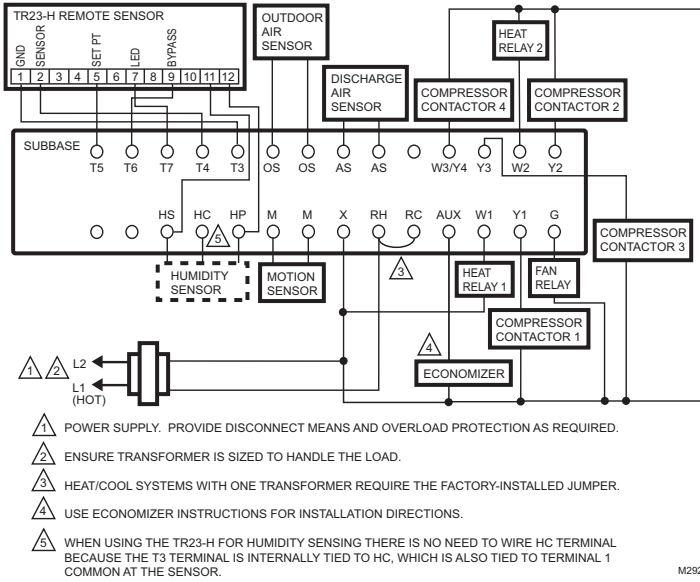 TR23-H REMOTE SENSOR
GND
SENSOR
SET PT
LED
BYPASS
1 2 3 4 5 6 7 8 9 10 11 12
OUTDOOR
AIR
SENSOR
DISCHARGE
AIR
SENSOR
HEAT
RELAY 2
COMPRESSOR
CONTACTOR 4
COMPRESSOR
CONTACTOR 2
SUBBASE
T5 T6 T7 T4 T3 OS OS AS AS W3/Y4 Y3 W2 Y2
HS HC HP M M X RH RC AUX W1 Y1 G
5
3
HUMIDITY
SENSOR
MOTION
SENSOR
HEAT
RELAY 1
FAN
RELAY
COMPRESSOR
CONTACTOR 3
COMPRESSOR
CONTACTOR 1
4
ECONOMIZER
1 2 L2
L1
(HOT)
1 POWER SUPPLY. PROVIDE DISCONNECT MEANS AND OVERLOAD PROTECTION AS REQUIRED.
2 ENSURE TRANSFORMER IS SIZED TO HANDLE THE LOAD.
3 HEAT/COOL SYSTEMS WITH ONE TRANSFORMER REQUIRE THE FACTORY-INSTALLED JUMPER.
4 USE ECONOMIZER INSTRUCTIONS FOR INSTALLATION DIRECTIONS.
5 WHEN USING THE TR23-H FOR HUMIDITY SENSING THERE IS NO NEED TO WIRE HC TERMINAL
BECAUSE THE T3 TERMINAL IS INTERNALLY TIED TO HC, WHICH IS ALSO TIED TO TERMINAL 1
COMMON AT THE SENSOR.